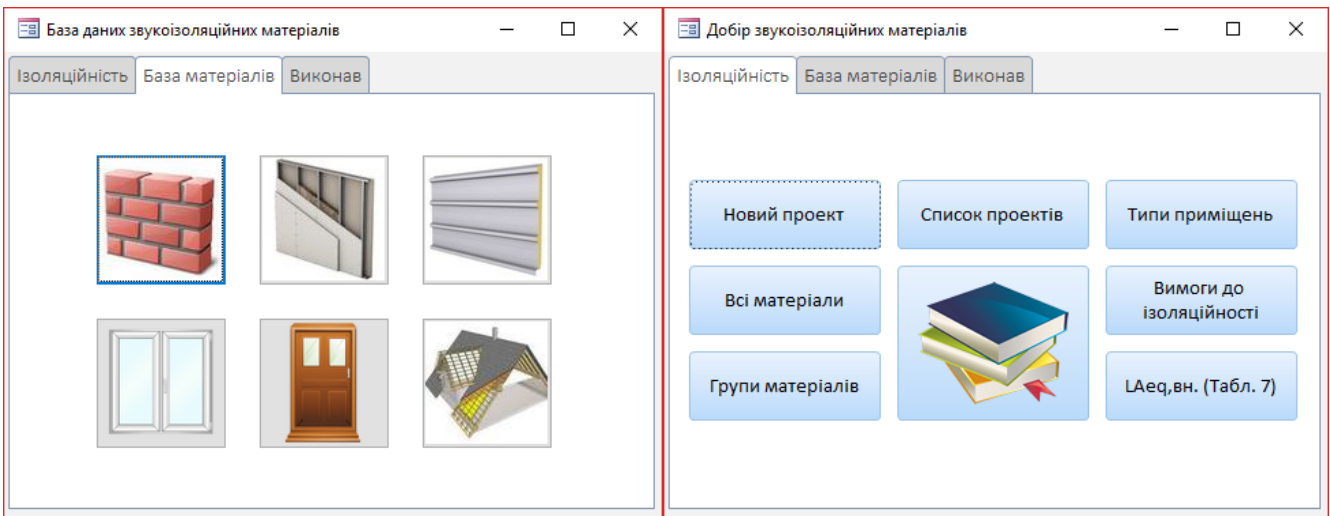 База даних звукоізоляційних матеріалів
Ізоляційність База матеріалів Виконав
Добір звукоізоляційних матеріалів
Ізоляційність База матеріалів Виконав
Новий проект Список проектів Типи приміщень
Всі матеріали
Вимоги до
ізоляційності
Групи матеріалів LAeq,вн. (Табл. 7)